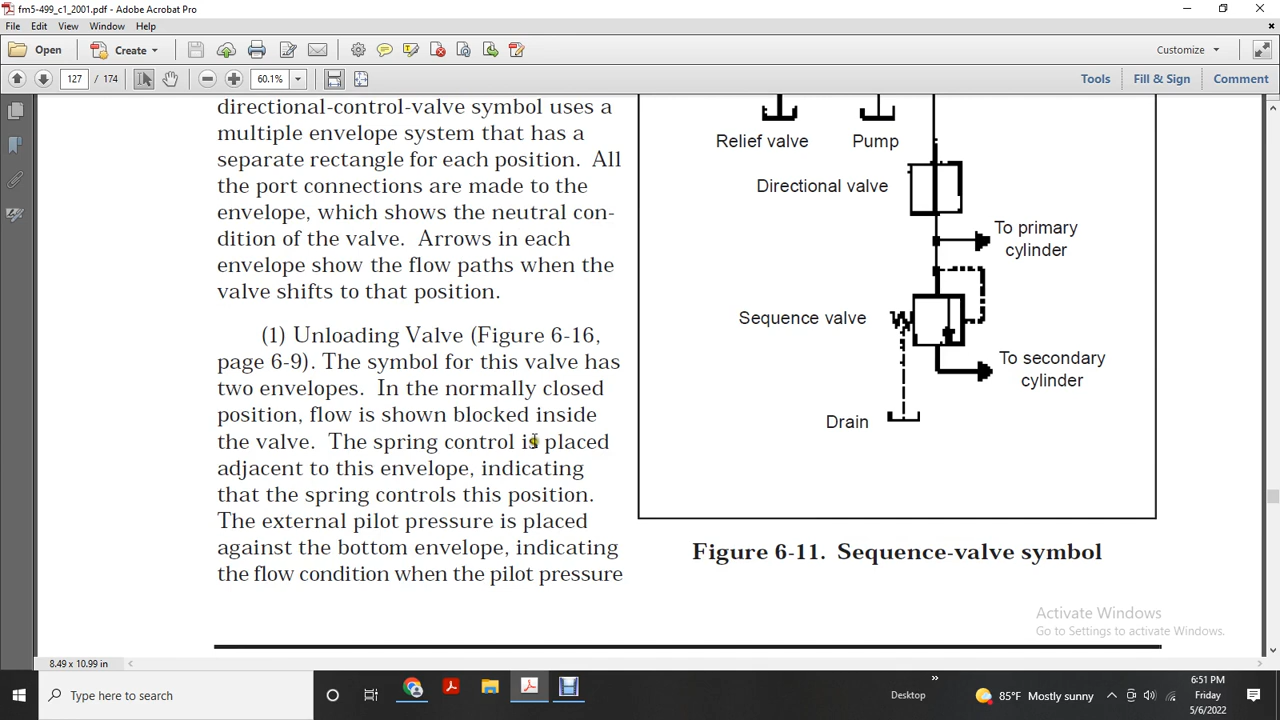 fm5-499_c1_2001.pdf - Adobe Acrobat Pro
File Edit View Window Help
Open Create Customize
127 / 174 60.1% Tools Fill & Sign Comment
directional-control-valve symbol uses a
multiple envelope system that has a
separate rectangle for each position. All
the port connections are made to the
envelope, which shows the neutral con-
dition of the valve. Arrows in each
envelope show the flow paths when the
valve shifts to that position.
(1) Unloading Valve (Figure 6-16,
page 6-9). The symbol for this valve has
two envelopes. In the normally closed
position, flow is shown blocked inside
the valve. The spring control is placed
adjacent to this envelope, indicating
that the spring controls this position.
The external pilot pressure is placed
against the bottom envelope, indicating
the flow condition when the pilot pressure
Relief valve Pump
Directional valve
To primary
cylinder
Sequence valve
To secondary
cylinder
Drain
Figure 6-11. Sequence-valve symbol
Activate Windows
Go to Settings to activate Windows.
8.49 x 10.99 in
Type here to search
Desktop
85°F Mostly sunny
6:51 PM
Friday
5/6/2022